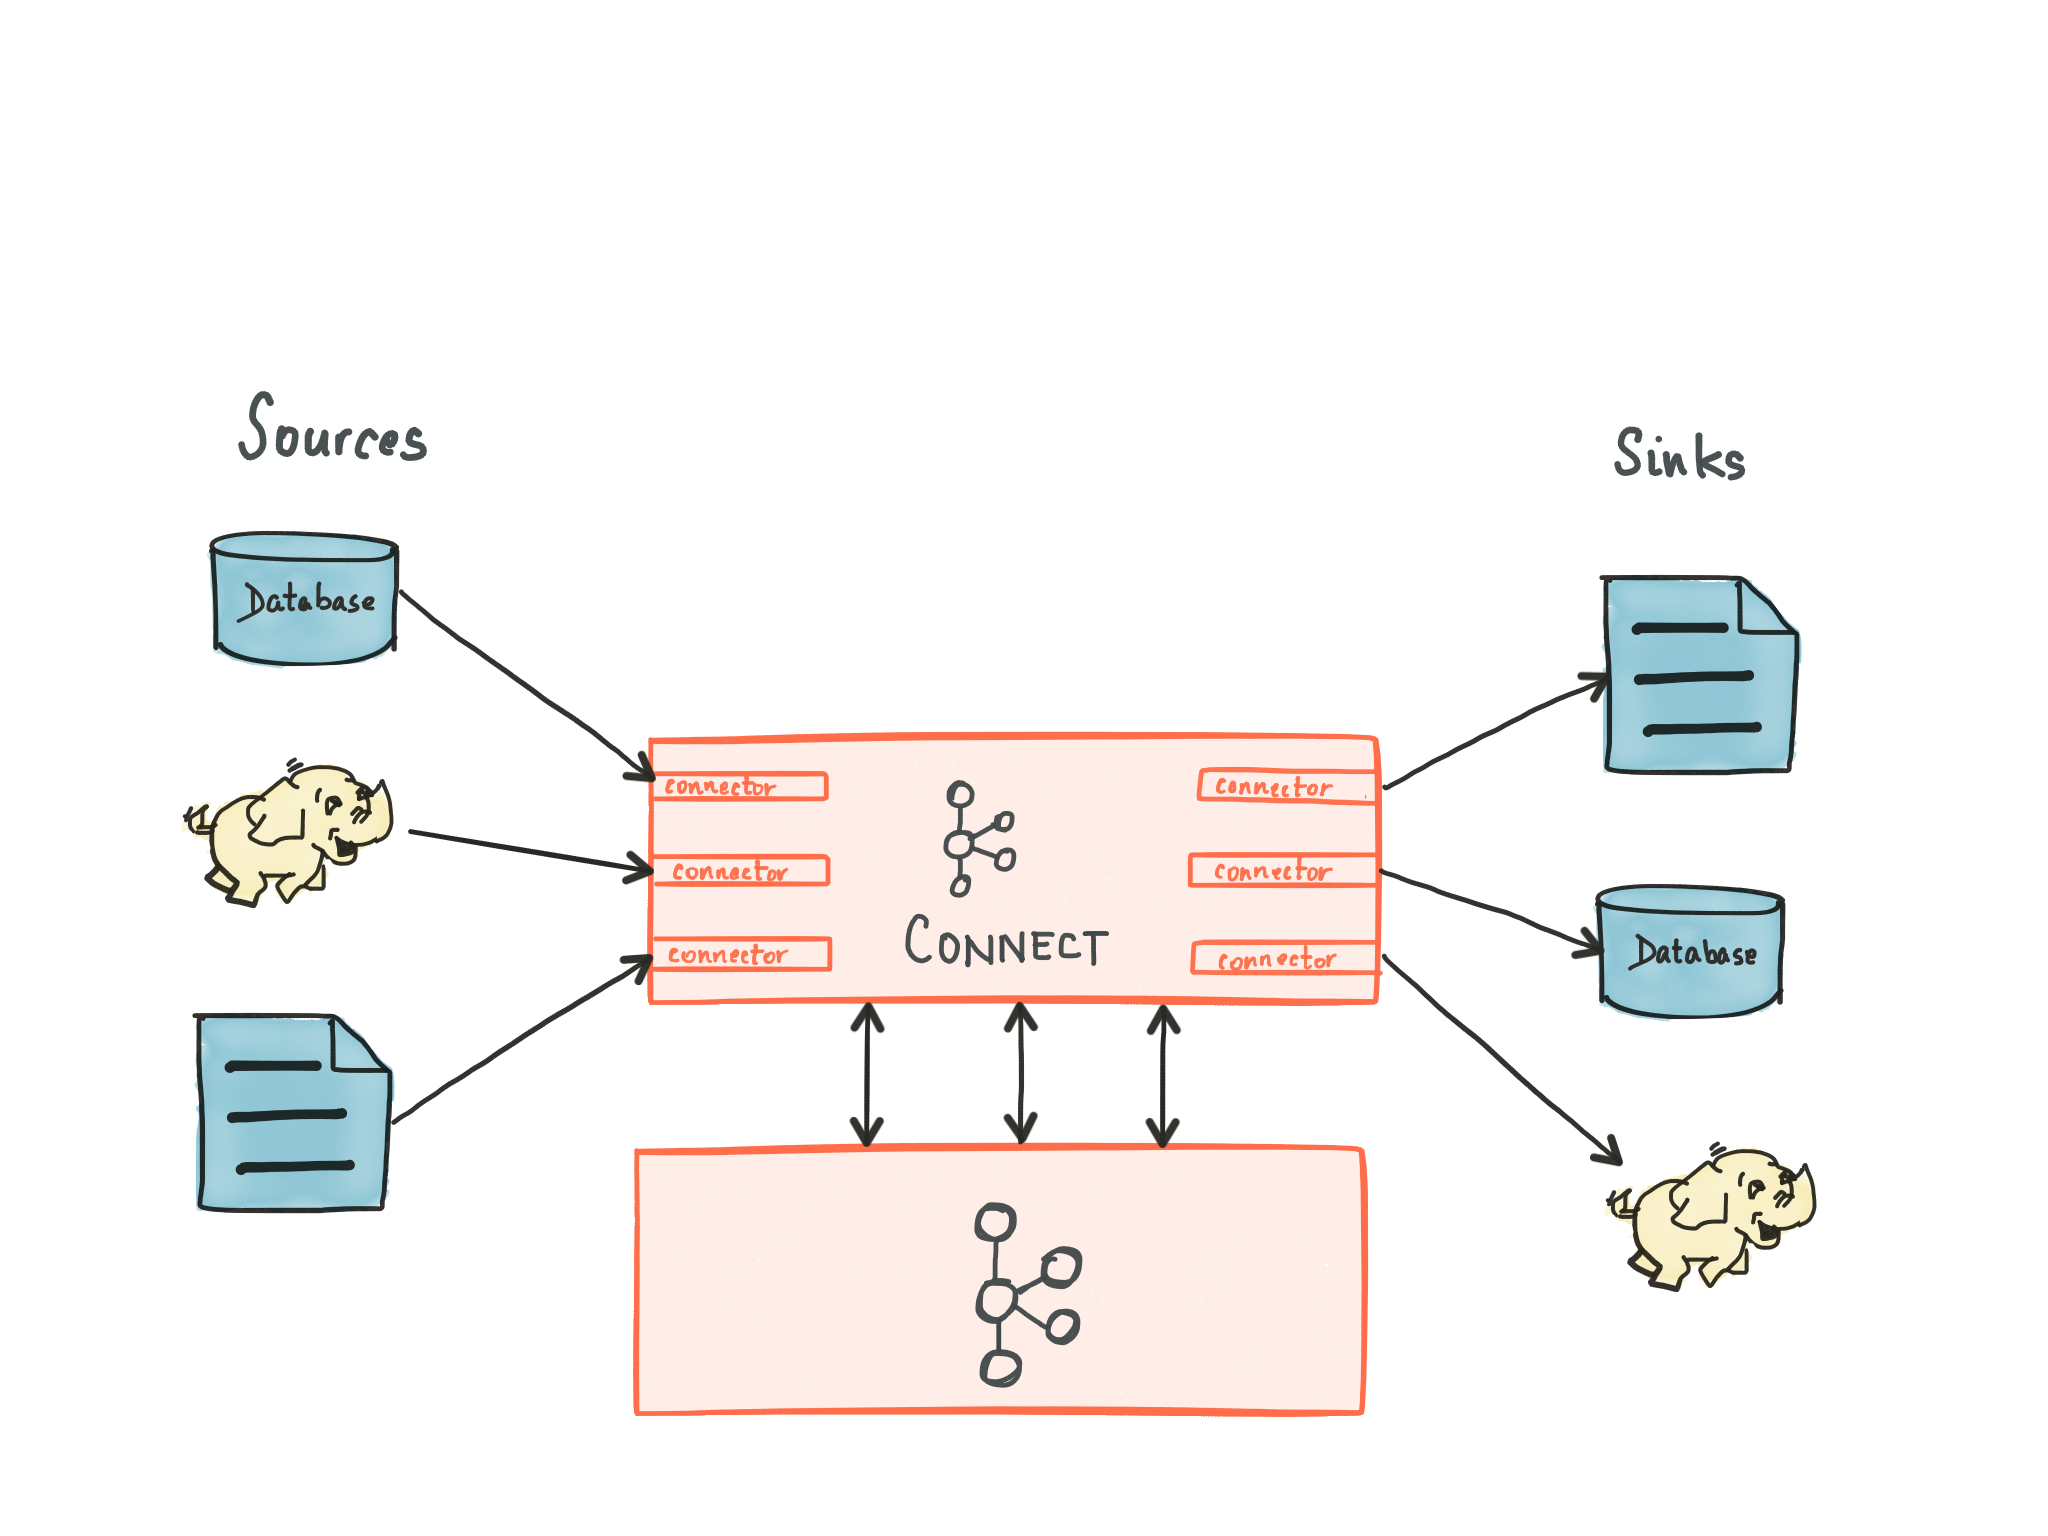 Sources
Sinks
Database
connector
connector
connector
connector
connector
connector
CONNECT
Database